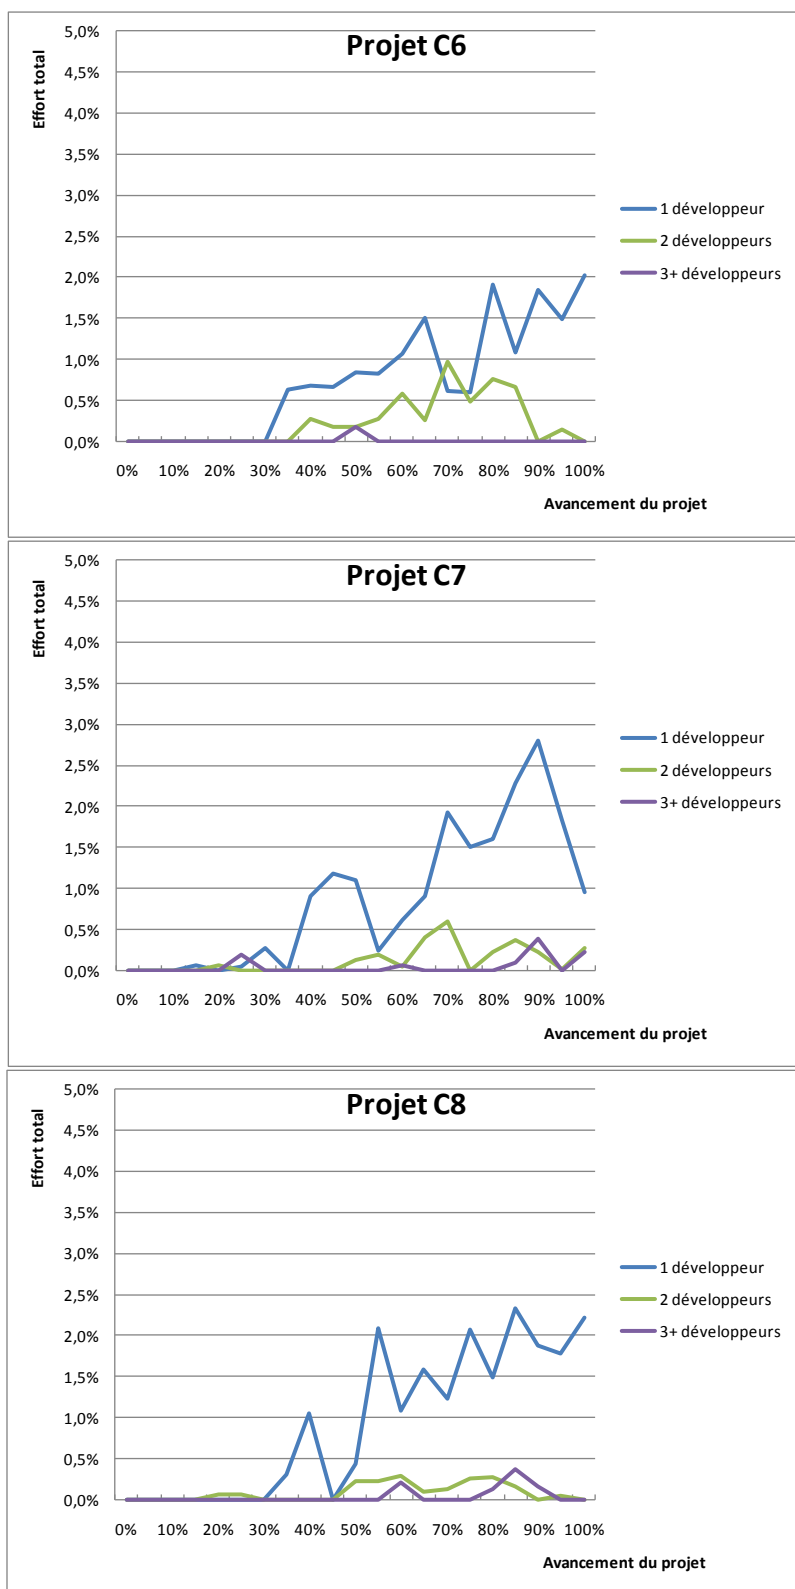 Projet C6
Effort total
5,0%
4,5%
4,0%
3,5%
3,0%
2,5%
2,0%
1,5%
1,0%
0,5%
0,0%
0% 10% 20% 30% 40% 50% 60% 70% 80% 90% 100%
Avancement du projet
1 développeur
2 développeurs
3+ développeurs
Projet C7
Effort total
5,0%
4,5%
4,0%
3,5%
3,0%
2,5%
2,0%
1,5%
1,0%
0,5%
0,0%
0% 10% 20% 30% 40% 50% 60% 70% 80% 90% 100%
Avancement du projet
1 développeur
2 développeurs
3+ développeurs
Projet C8
Effort total
5,0%
4,5%
4,0%
3,5%
3,0%
2,5%
2,0%
1,5%
1,0%
0,5%
0,0%
0% 10% 20% 30% 40% 50% 60% 70% 80% 90% 100%
Avancement du projet
1 développeur
2 développeurs
3+ développeurs